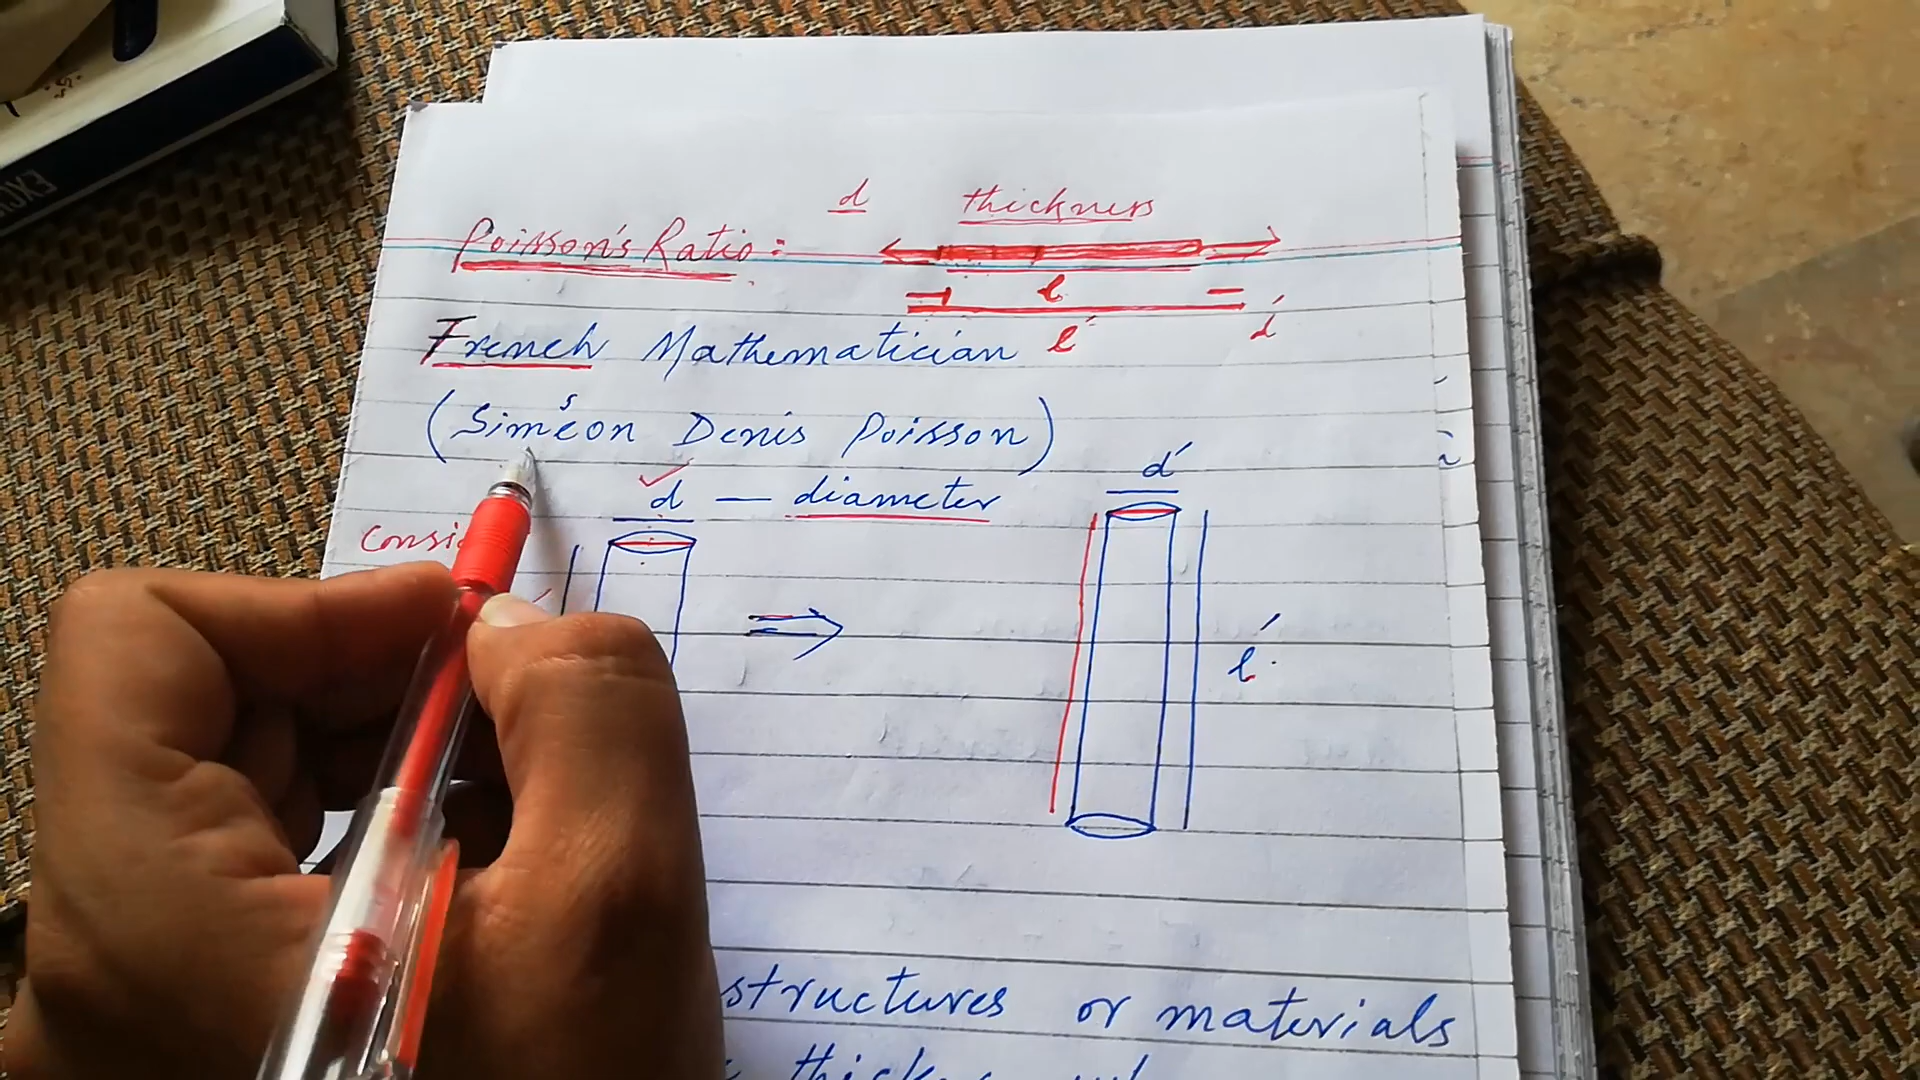 d thickness
Poisson's Ratio:
l
l' d'
French Mathematician
(Siméon Denis Poisson)
d — diameter
d'
l'
structures or materials